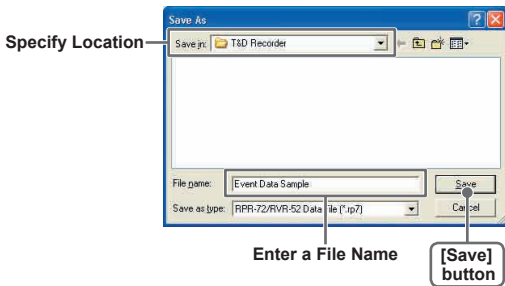 Save As
Specify Location
Save in: T&D Recorder
File name: Event Data Sample
Save
Save as type: RPR-72/RVR-52 Data File (*.rp7)
Cancel
Enter a File Name
[Save]
button